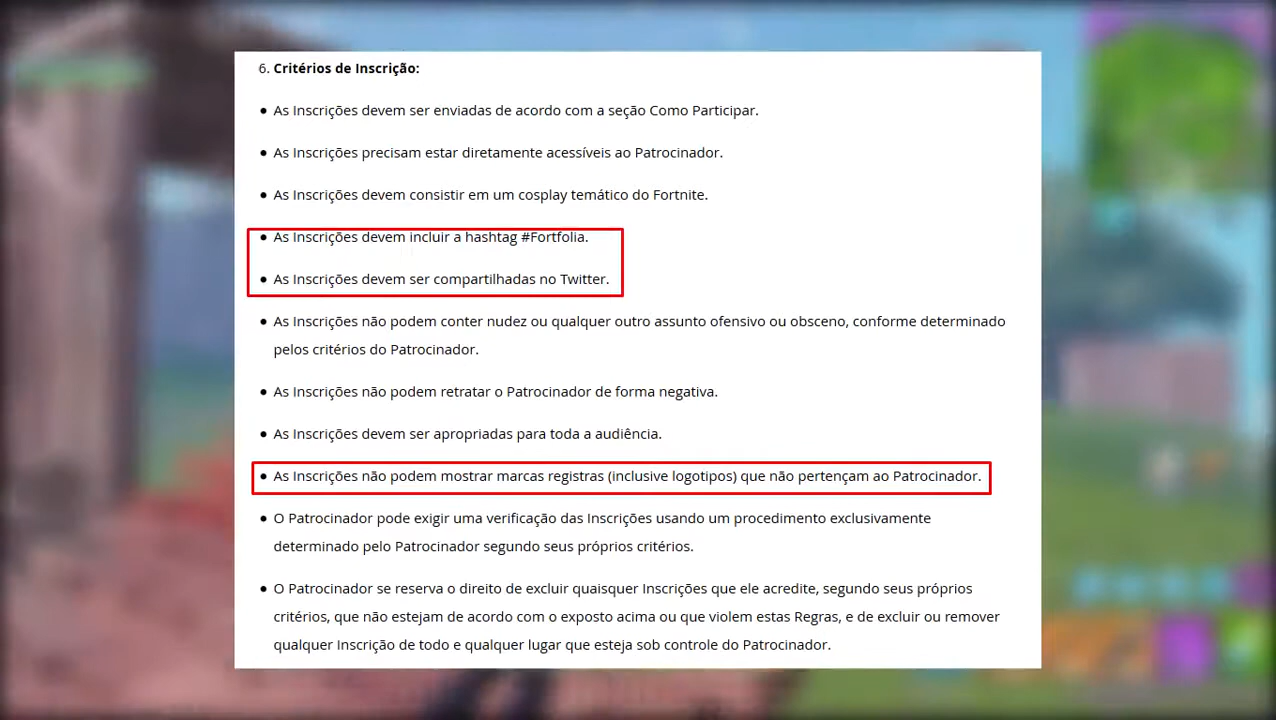 6. Critérios de Inscrição:
● As Inscrições devem ser enviadas de acordo com a seção Como Participar.
● As Inscrições precisam estar diretamente acessíveis ao Patrocinador.
● As Inscrições devem consistir em um cosplay temático do Fortnite.
● As Inscrições devem incluir a hashtag #Fortfolia.
● As Inscrições devem ser compartilhadas no Twitter.
● As Inscrições não podem conter nudez ou qualquer outro assunto ofensivo ou obsceno, conforme determinado
pelos critérios do Patrocinador.
● As Inscrições não podem retratar o Patrocinador de forma negativa.
● As Inscrições devem ser apropriadas para toda a audiência.
● As Inscrições não podem mostrar marcas registras (inclusive logotipos) que não pertençam ao Patrocinador.
● O Patrocinador pode exigir uma verificação das Inscrições usando um procedimento exclusivamente
determinado pelo Patrocinador segundo seus próprios critérios.
● O Patrocinador se reserva o direito de excluir quaisquer Inscrições que ele acredite, segundo seus próprios
critérios, que não estejam de acordo com o exposto acima ou que violem estas Regras, e de excluir ou remover
qualquer Inscrição de todo e qualquer lugar que esteja sob controle do Patrocinador.